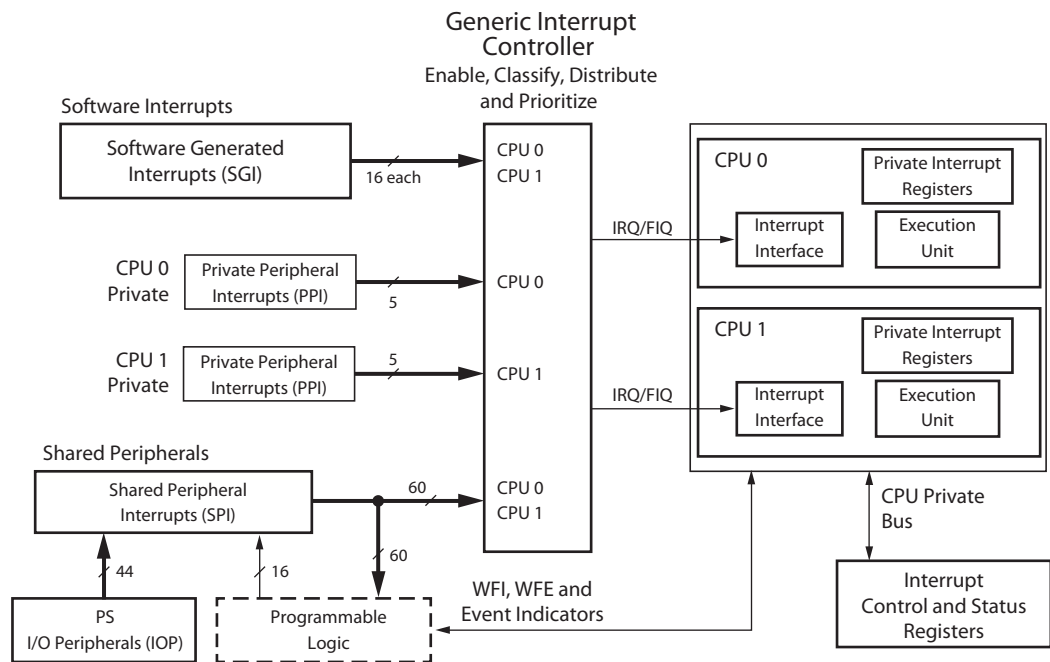 Generic Interrupt
Controller
Enable, Classify, Distribute
and Prioritize
Software Interrupts
Software Generated
Interrupts (SGI)
16 each
CPU 0
CPU 1
CPU 0
Private
Private Peripheral
Interrupts (PPI)
5
CPU 0
CPU 1
Private
Private Peripheral
Interrupts (PPI)
5
CPU 1
Shared Peripherals
Shared Peripheral
Interrupts (SPI)
60
CPU 0
CPU 1
60
44
16
PS
I/O Peripherals (IOP)
Programmable
Logic
WFI, WFE and
Event Indicators
IRQ/FIQ
CPU 0
Private Interrupt
Registers
Interrupt
Interface
Execution
Unit
IRQ/FIQ
CPU 1
Private Interrupt
Registers
Interrupt
Interface
Execution
Unit
CPU Private
Bus
Interrupt
Control and Status
Registers